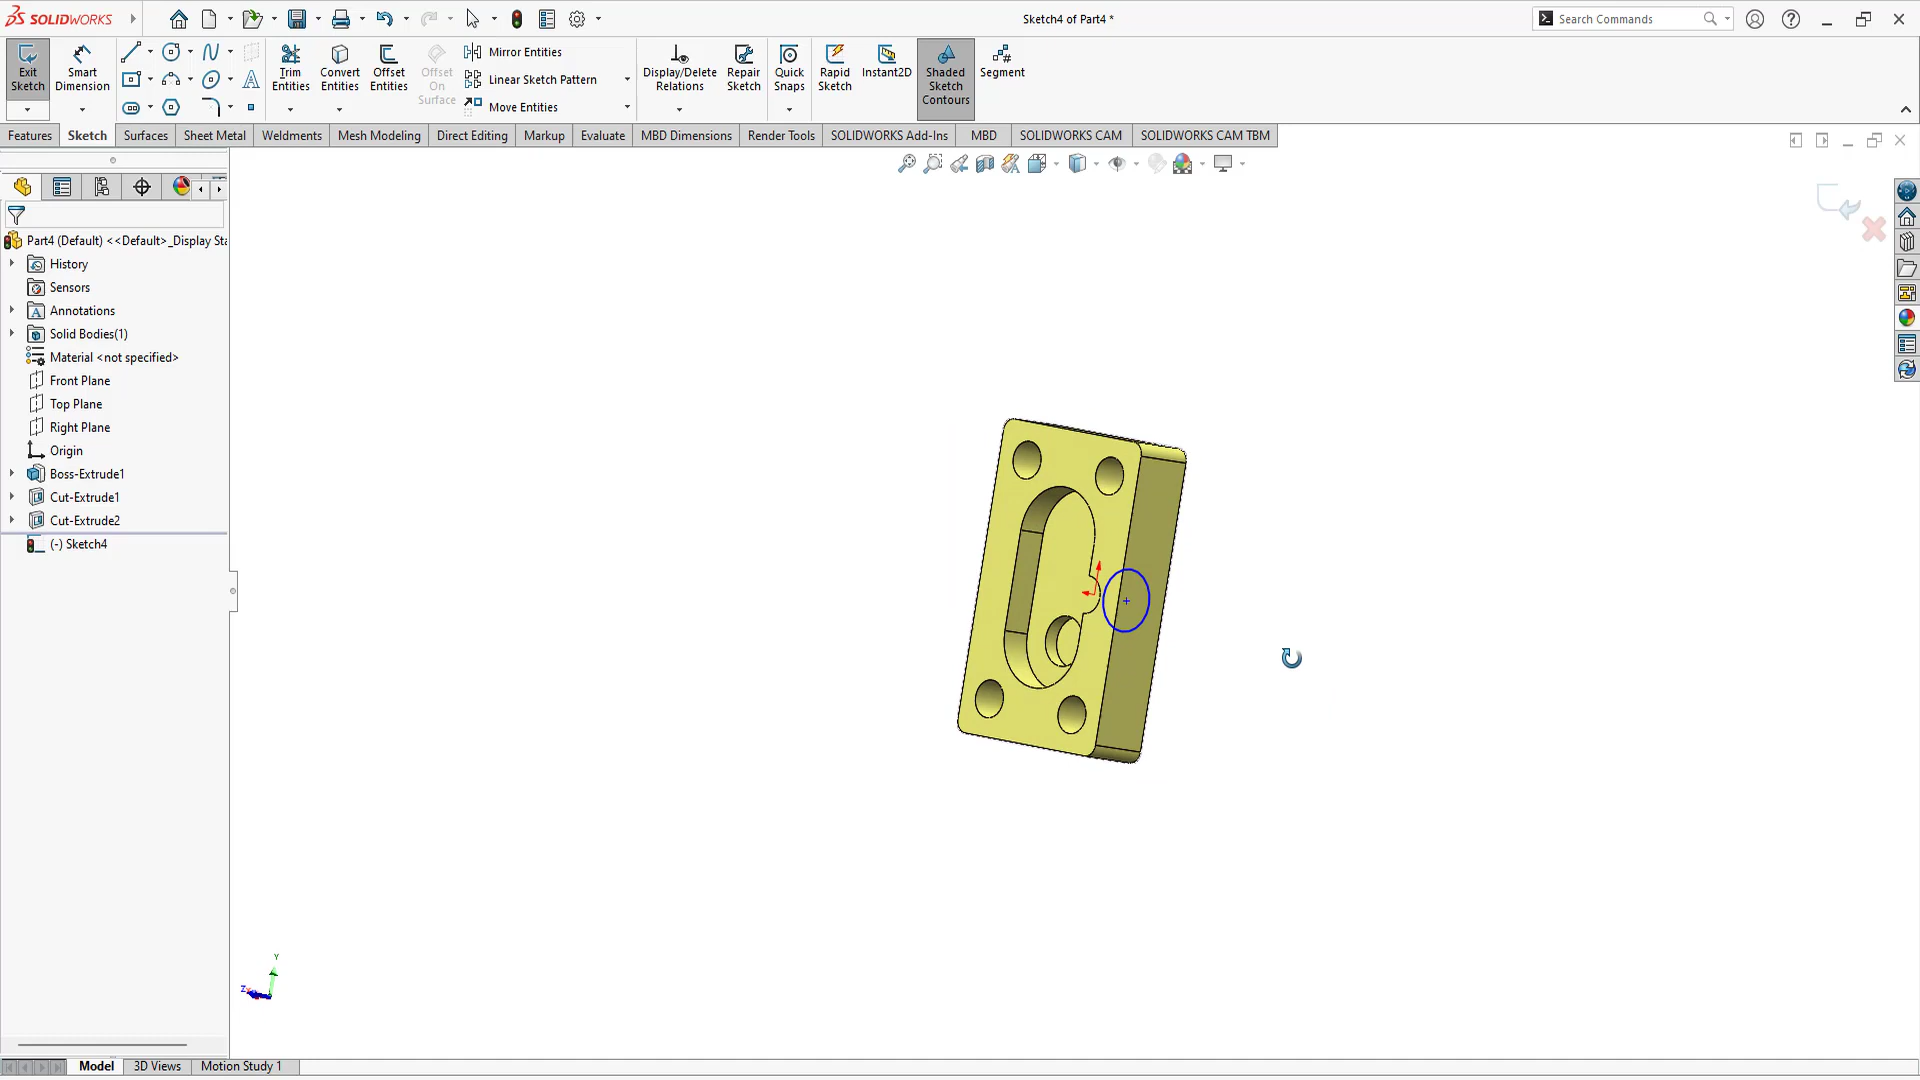 SOLIDWORKS
Sketch4 of Part4 *
Search Commands
Exit Sketch
Smart Dimension
Trim Entities
Convert Entities
Offset Entities
Offset On Surface
Mirror Entities
Linear Sketch Pattern
Move Entities
Display/Delete Relations
Repair Sketch
Quick Snaps
Rapid Sketch
Instant2D
Shaded Sketch Contours
Segment
Features
Sketch
Surfaces
Sheet Metal
Weldments
Mesh Modeling
Direct Editing
Markup
Evaluate
MBD Dimensions
Render Tools
SOLIDWORKS Add-Ins
MBD
SOLIDWORKS CAM
SOLIDWORKS CAM TBM
Part4 (Default) <<Default>_Display Sta
History
Sensors
Annotations
Solid Bodies(1)
Material <not specified>
Front Plane
Top Plane
Right Plane
Origin
Boss-Extrude1
Cut-Extrude1
Cut-Extrude2
(-) Sketch4
Y
Z
Model
3D Views
Motion Study 1